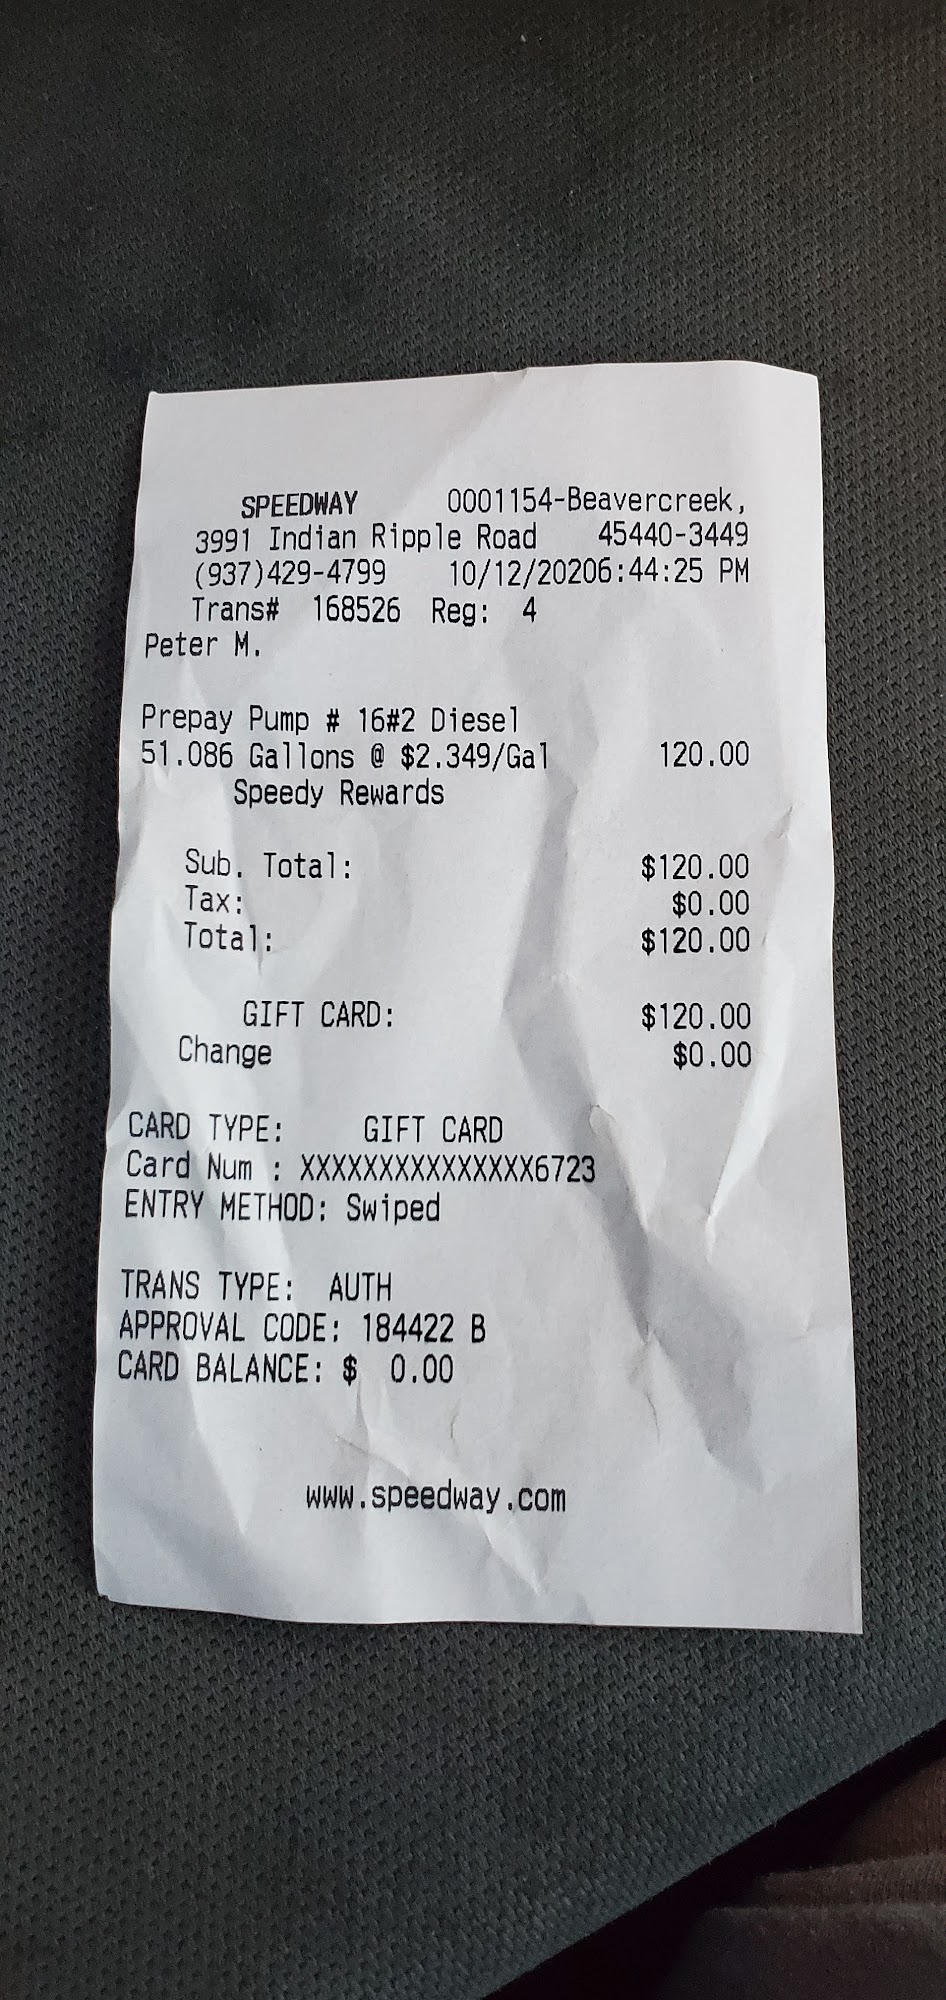 SPEEDWAY 0001154-Beavercreek,
3991 Indian Ripple Road 45440-3449
(937)429-4799 10/12/20206:44:25 PM
Trans# 168526 Reg: 4
Peter M.
Prepay Pump # 16#2 Diesel
51.086 Gallons @ $2.349/Gal 120.00
Speedy Rewards
Sub. Total: $120.00
Tax: $0.00
Total: $120.00
GIFT CARD: $120.00
Change $0.00
CARD TYPE: GIFT CARD
Card Num : XXXXXXXXXXXXXXX6723
ENTRY METHOD: Swiped
TRANS TYPE: AUTH
APPROVAL CODE: 184422 B
CARD BALANCE: $ 0.00
www.speedway.com